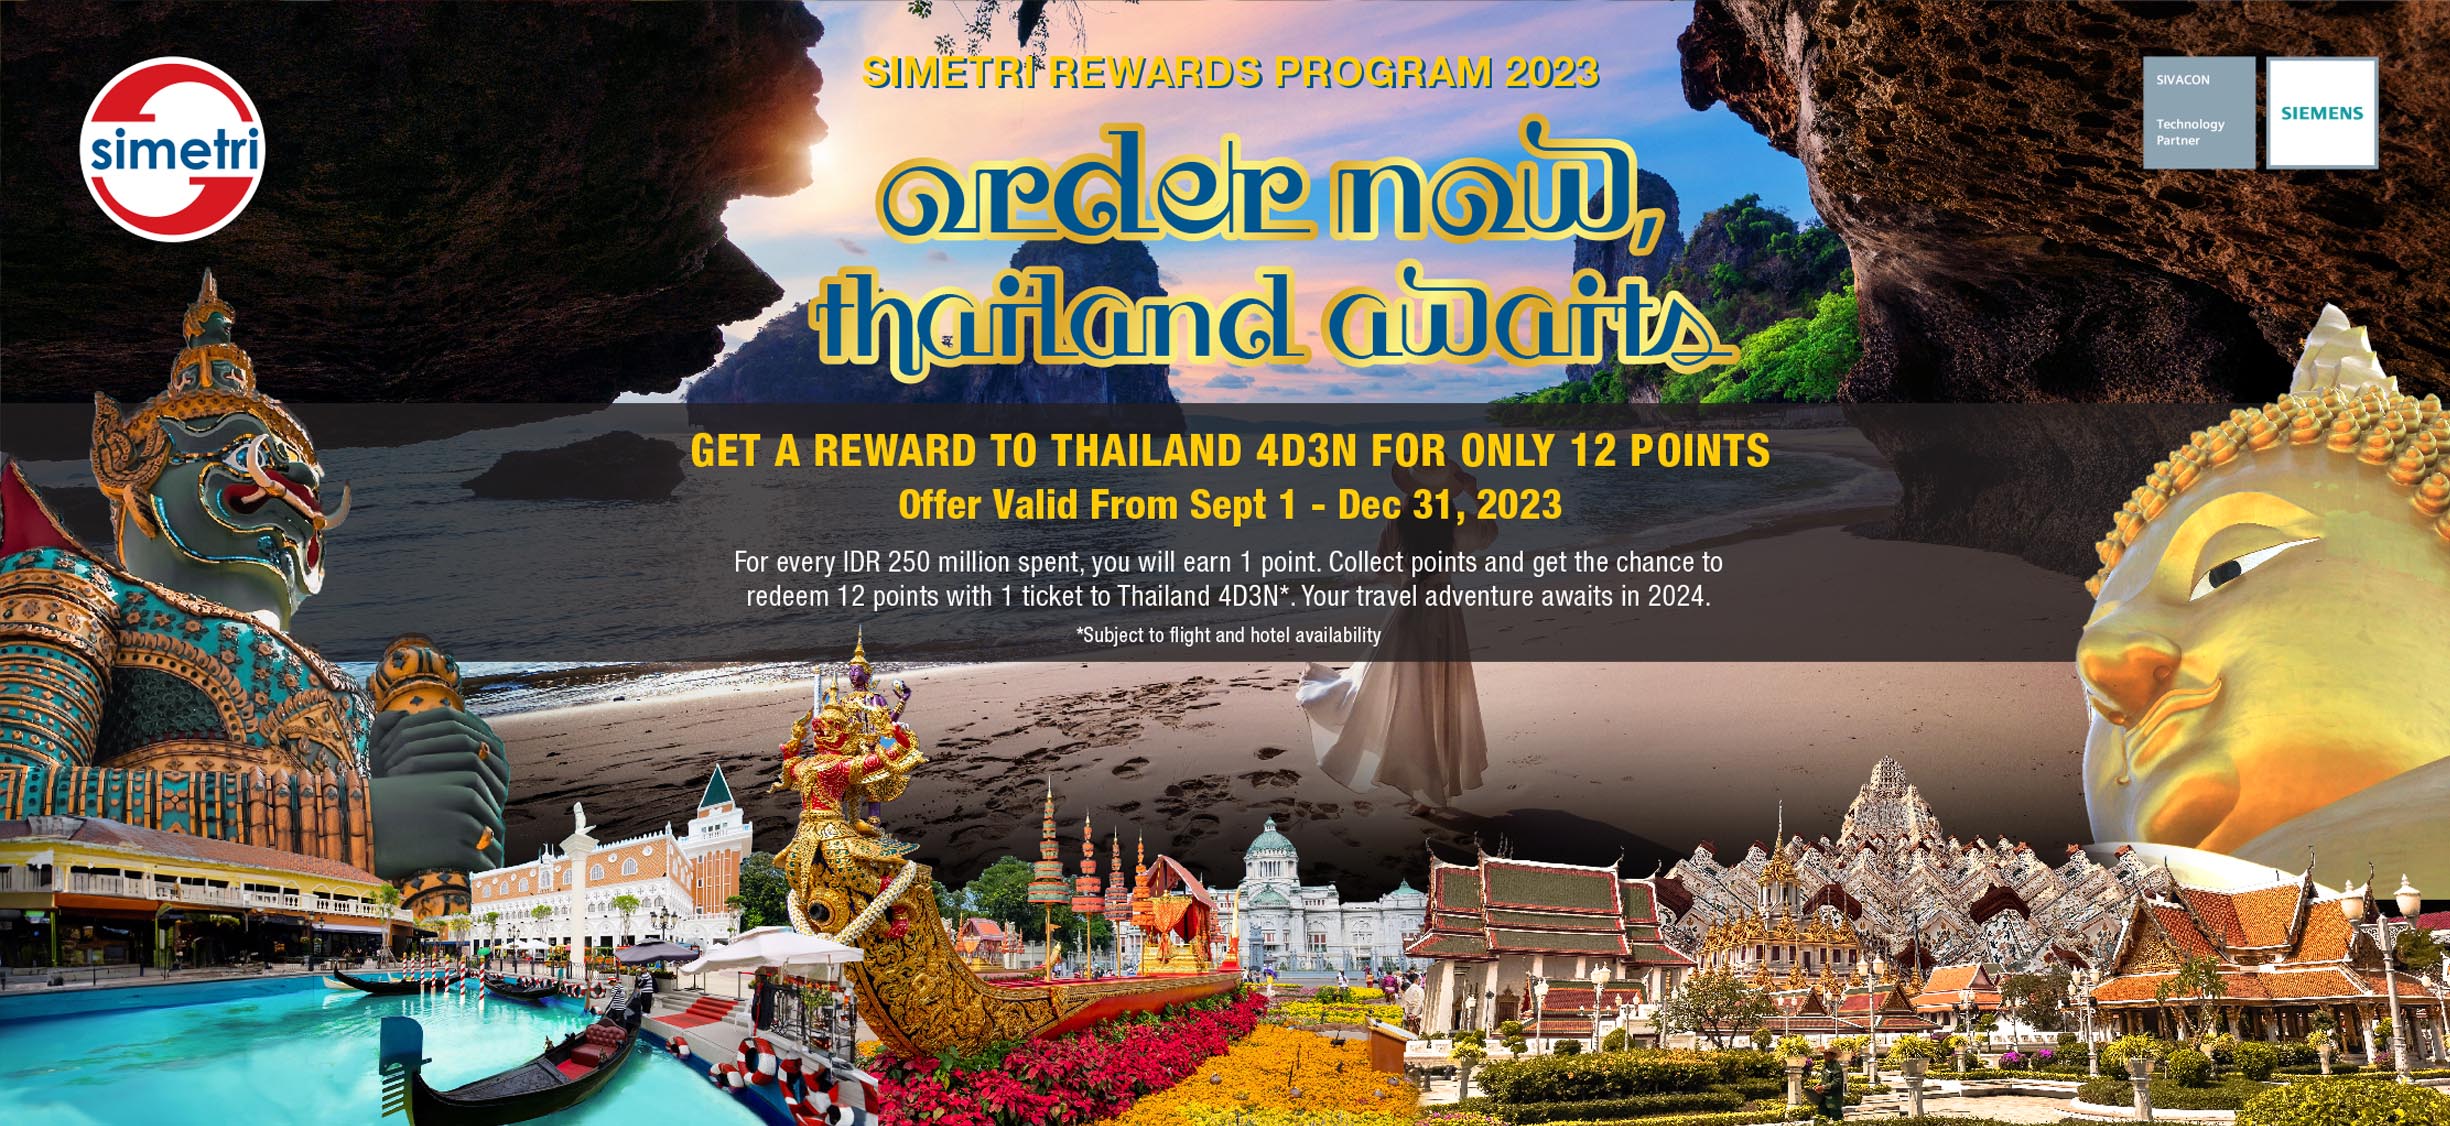 simetri
SIMETRI REWARDS PROGRAM 2023
SIVACON
Technology
Partner
SIEMENS
order now,
thailand awaits
GET A REWARD TO THAILAND 4D3N FOR ONLY 12 POINTS
Offer Valid From Sept 1 - Dec 31, 2023
For every IDR 250 million spent, you will earn 1 point. Collect points and get the chance to
redeem 12 points with 1 ticket to Thailand 4D3N*. Your travel adventure awaits in 2024.
*Subject to flight and hotel availability